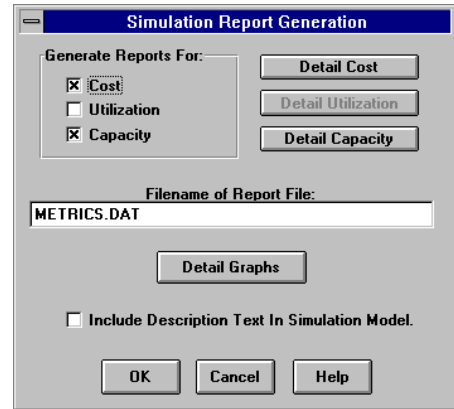 Simulation Report Generation
Generate Reports For:
Cost
Utilization
Capacity
Detail Cost
Detail Utilization
Detail Capacity
Filename of Report File:
METRICS.DAT
Detail Graphs
Include Description Text In Simulation Model.
OK Cancel Help